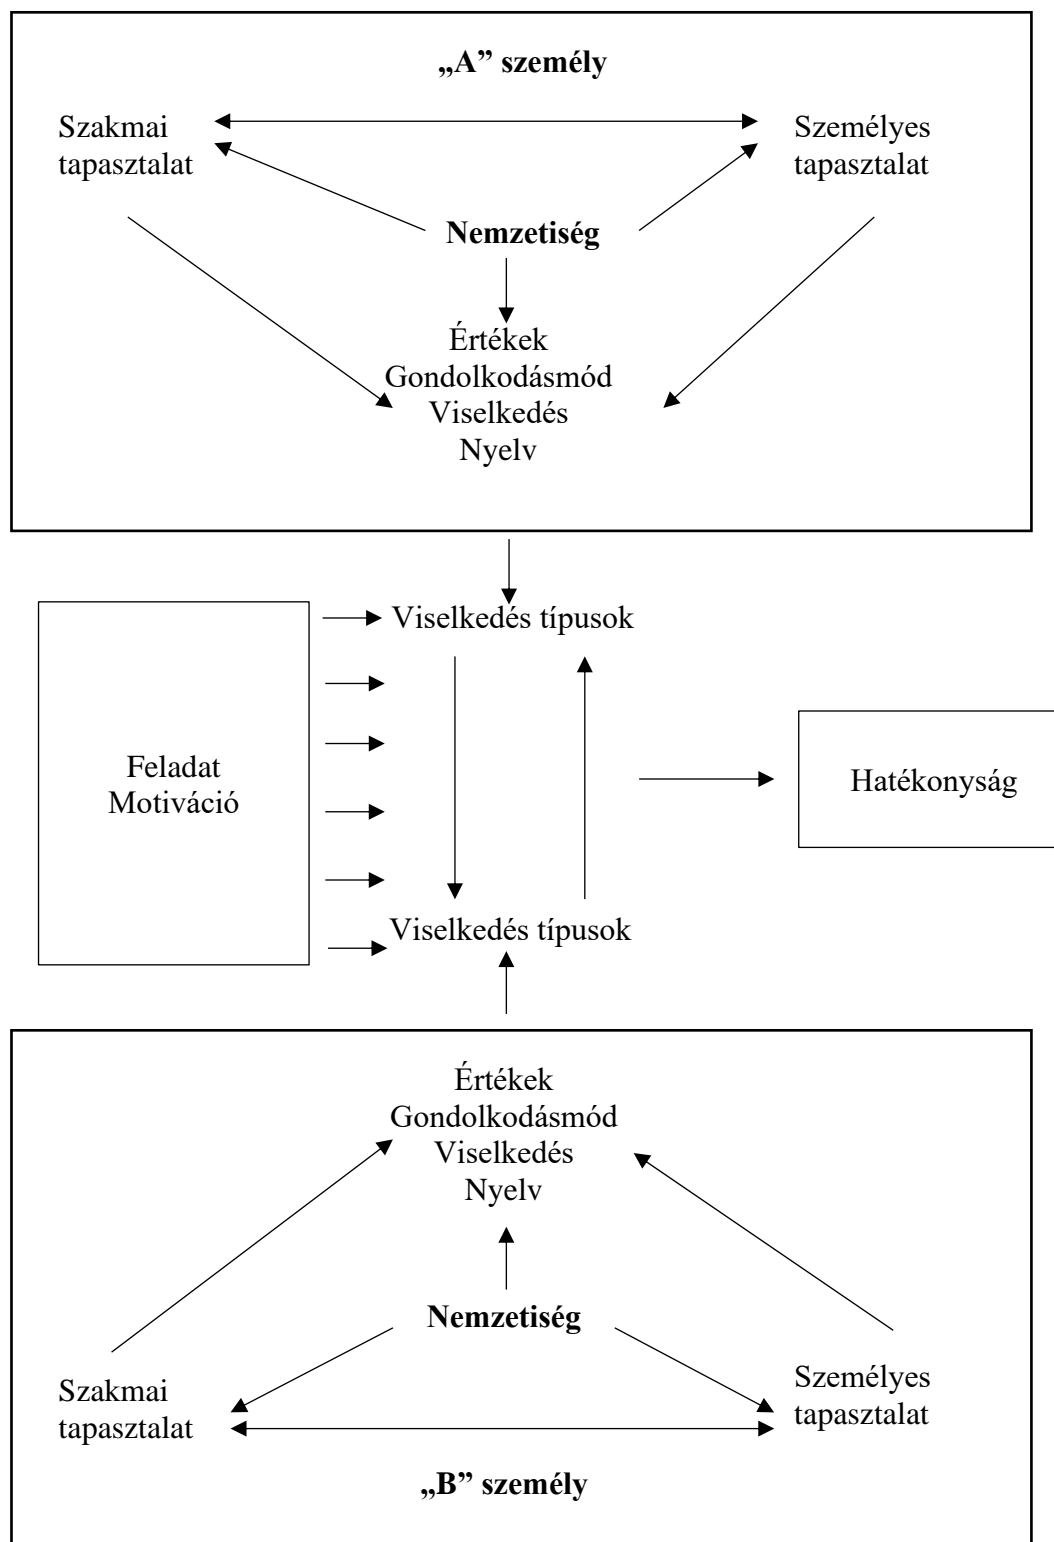 „A” személy
Szakmai
tapasztalat
Személyes
tapasztalat
Nemzetiség
Értékek
Gondolkodásmód
Viselkedés
Nyelv
Viselkedés típusok
Feladat
Motiváció
Hatékonyság
Viselkedés típusok
Értékek
Gondolkodásmód
Viselkedés
Nyelv
Nemzetiség
Szakmai
tapasztalat
Személyes
tapasztalat
„B” személy